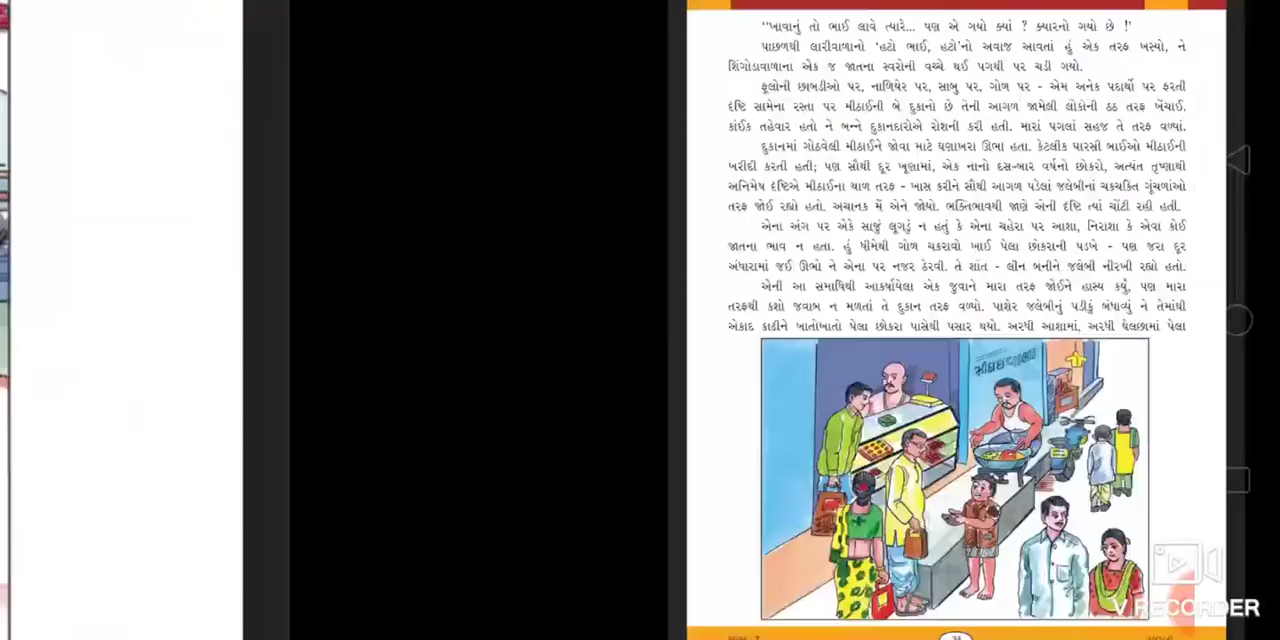 “ખાવાનું તો ભાઈ લાવે ત્યારે... પણ એ ગયો ક્યાં ? ક્યારનો ગયો છે !'
પાછળથી લારીવાળાનો 'હટો ભાઈ, હટો'નો અવાજ આવતાં હું એક તરફ ખસ્યો, ને
શિંગોડાવાળાના એક જ જાતના સ્વરોની વચ્ચે થઈ પગથી પર ચડી ગયો.
ફૂલોની છાબડીઓ પર, નાળિયેર પર, સાબુ પર, ગોળ પર - એમ અનેક પદાર્થો પર ફરતી
દૃષ્ટિ સામેના રસ્તા પર મીઠાઈની બે દુકાનો છે તેની આગળ જામેલી લોકોની ઠઠ તરફ ખેંચાઈ.
કાંઈક તહેવાર હતો ને બન્ને દુકાનદારોએ રોશની કરી હતી. મારાં પગલાં સહજ તે તરફ વળ્યાં.
દુકાનમાં ગોઠવેલી મીઠાઈને જોવા માટે ઘણાખરા ઊભા હતા. કેટલીક પારસી બાઈઓ મીઠાઈની
ખરીદી કરતી હતી; પણ સૌથી દૂર ખૂણામાં, એક નાનો દસ-બાર વર્ષનો છોકરો, અત્યંત તૃષ્ણાથી
અનિમેષ દૃષ્ટિએ મીઠાઈના થાળ તરફ - ખાસ કરીને સૌથી આગળ પડેલાં જલેબીનાં ચકચકિત ગૂંચળાંઓ
તરફ જોઈ રહ્યો હતો. અચાનક મેં એને જોયો. ભક્તિભાવથી જાણે એની દૃષ્ટિ ત્યાં ચોંટી રહી હતી.
એના અંગ પર એકે સાજું લૂગડું ન હતું કે એના ચહેરા પર આશા, નિરાશા કે એવા કોઈ
જાતના ભાવ ન હતા. હું ધીમેથી ગોળ ચકરાવો ખાઈ પેલા છોકરાની પડખે - પણ જરા દૂર
અંધારામાં જઈ ઊભો ને એના પર નજર ઠેરવી. તે શાંત - લીન બનીને જલેબી નીરખી રહ્યો હતો.
એની આ સમાધિથી આકર્ષાયેલા એક જુવાને મારા તરફ જોઈને હાસ્ય કર્યું, પણ મારા
તરફથી કશો જવાબ ન મળતાં તે દુકાન તરફ વળ્યો. પાશેર જલેબીનું પડીકું બંધાવ્યું ને તેમાંથી
એકાદ કાઢીને ખાતોખાતો પેલા છોકરા પાસેથી પસાર થયો. અરધી આશામાં, અરધી ઘેલછામાં પેલા
મીઠાઇવાલા
V RECORDER